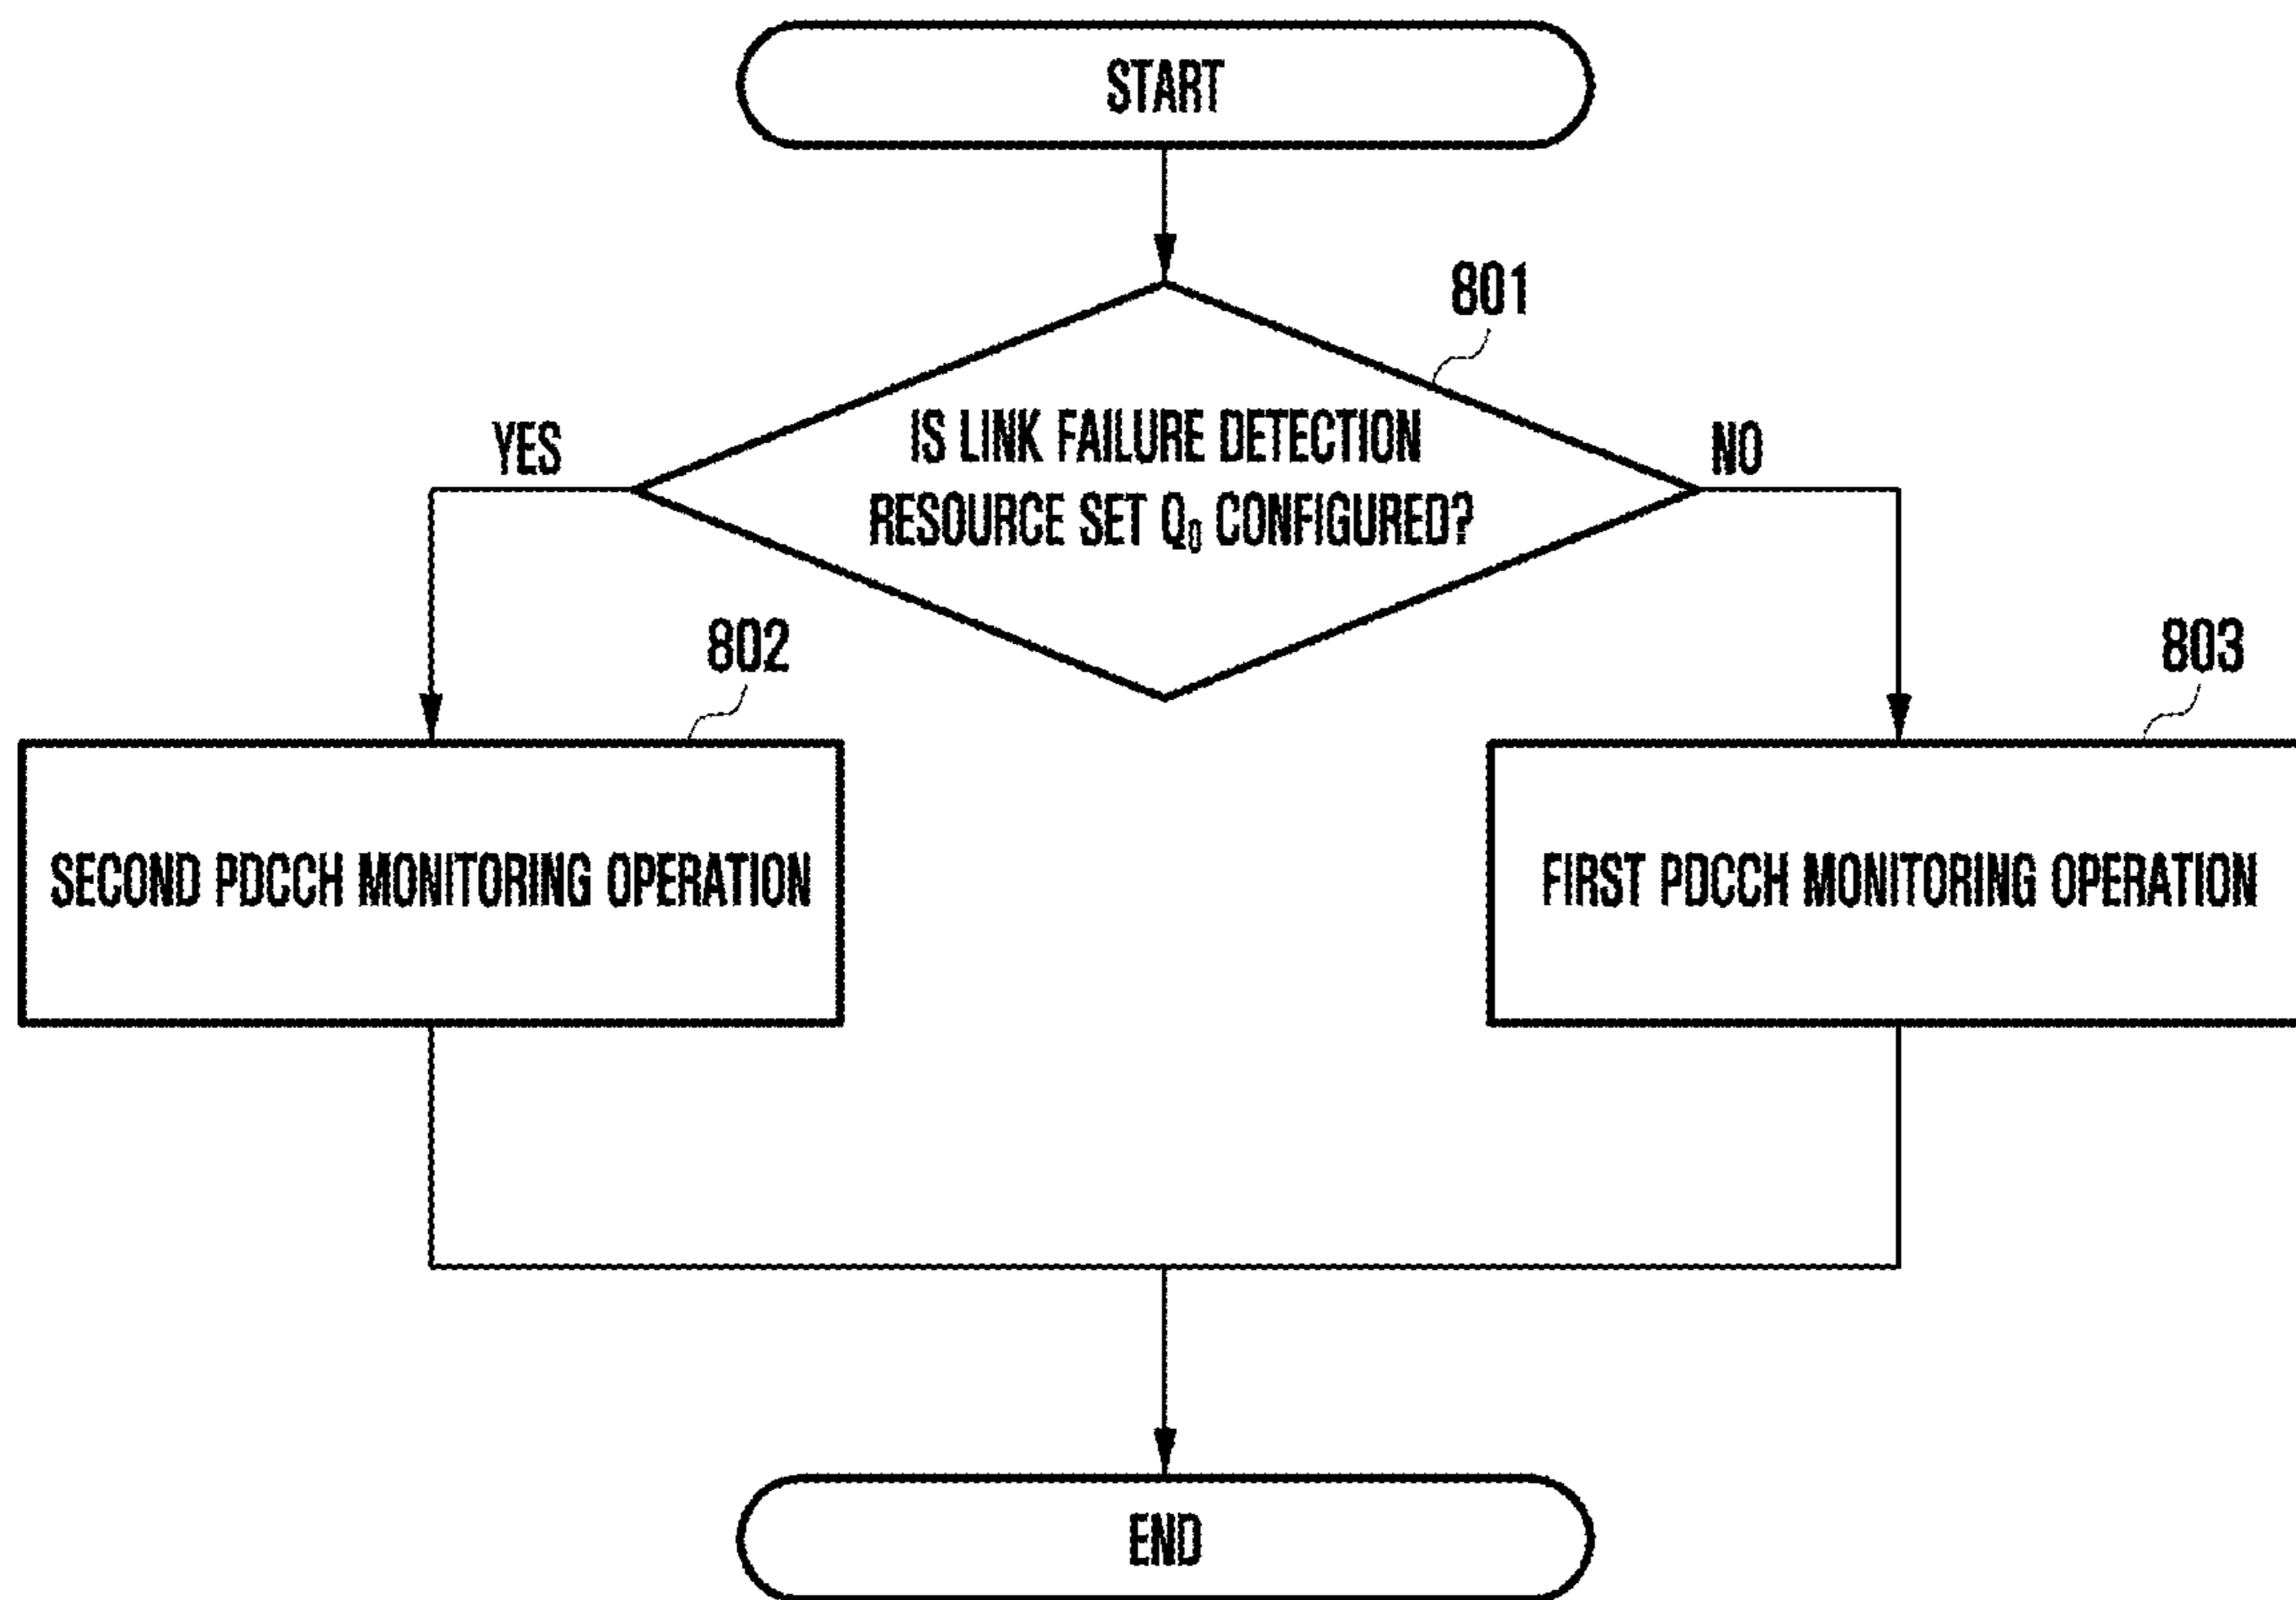 START
801
IS LINK FAILURE DETECTION
RESOURCE SET Q₀ CONFIGURED?
YES
NO
802
803
SECOND PDCCH MONITORING OPERATION
FIRST PDCCH MONITORING OPERATION
END